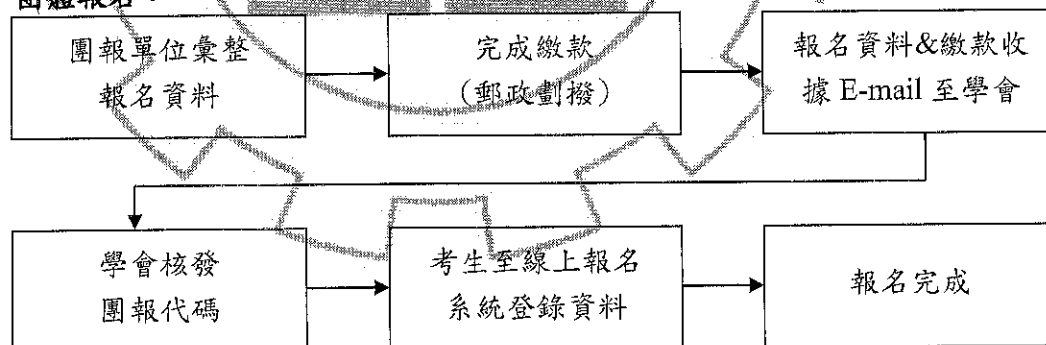 團體報名：
團報單位彙整
報名資料
完成繳款
(郵政劃撥)
報名資料&繳款收
據 E-mail 至學會
學會核發
團報代碼
考生至線上報名
系統登錄資料
報名完成